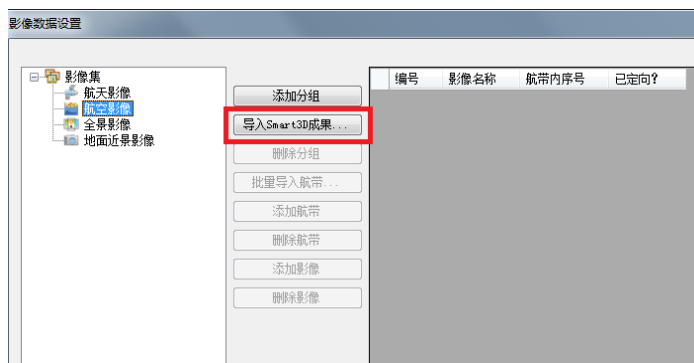 影像数据设置
影像集
航天影像
航空影像
全景影像
地面近景影像
添加分组
导入Smart3D成果...
删除分组
批里导入航带...
添加航带
删除航带
添加影像
删除影像
编号 影像名称 航带内序号 已定向?